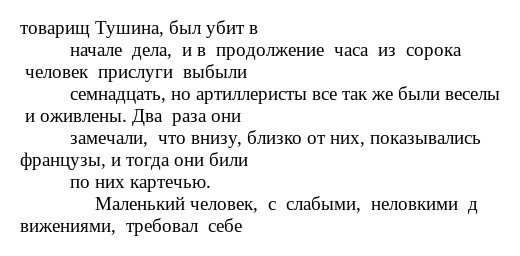 товарищ Тушина, был убит в
начале дела, и в продолжение часа из сорока
человек прислуги выбыли
семнадцать, но артиллеристы все так же были веселы
и оживлены. Два раза они
замечали, что внизу, близко от них, показывались
французы, и тогда они били
по них картечью.
Маленький человек, с слабыми, неловкими д
вижениями, требовал себе